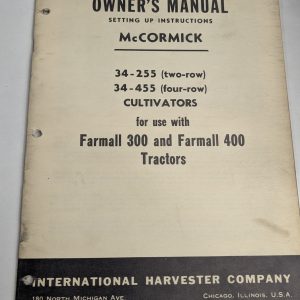 OWNER'S MANUAL
SETTING UP INSTRUCTIONS
McCORMICK
34-255 (two-row)
34-455 (four-row)
CULTIVATORS
for use with
Farmall 300 and Farmall 400
Tractors
INTERNATIONAL HARVESTER COMPANY
180 NORTH MICHIGAN AVE. CHICAGO, ILLINOIS, U.S.A.